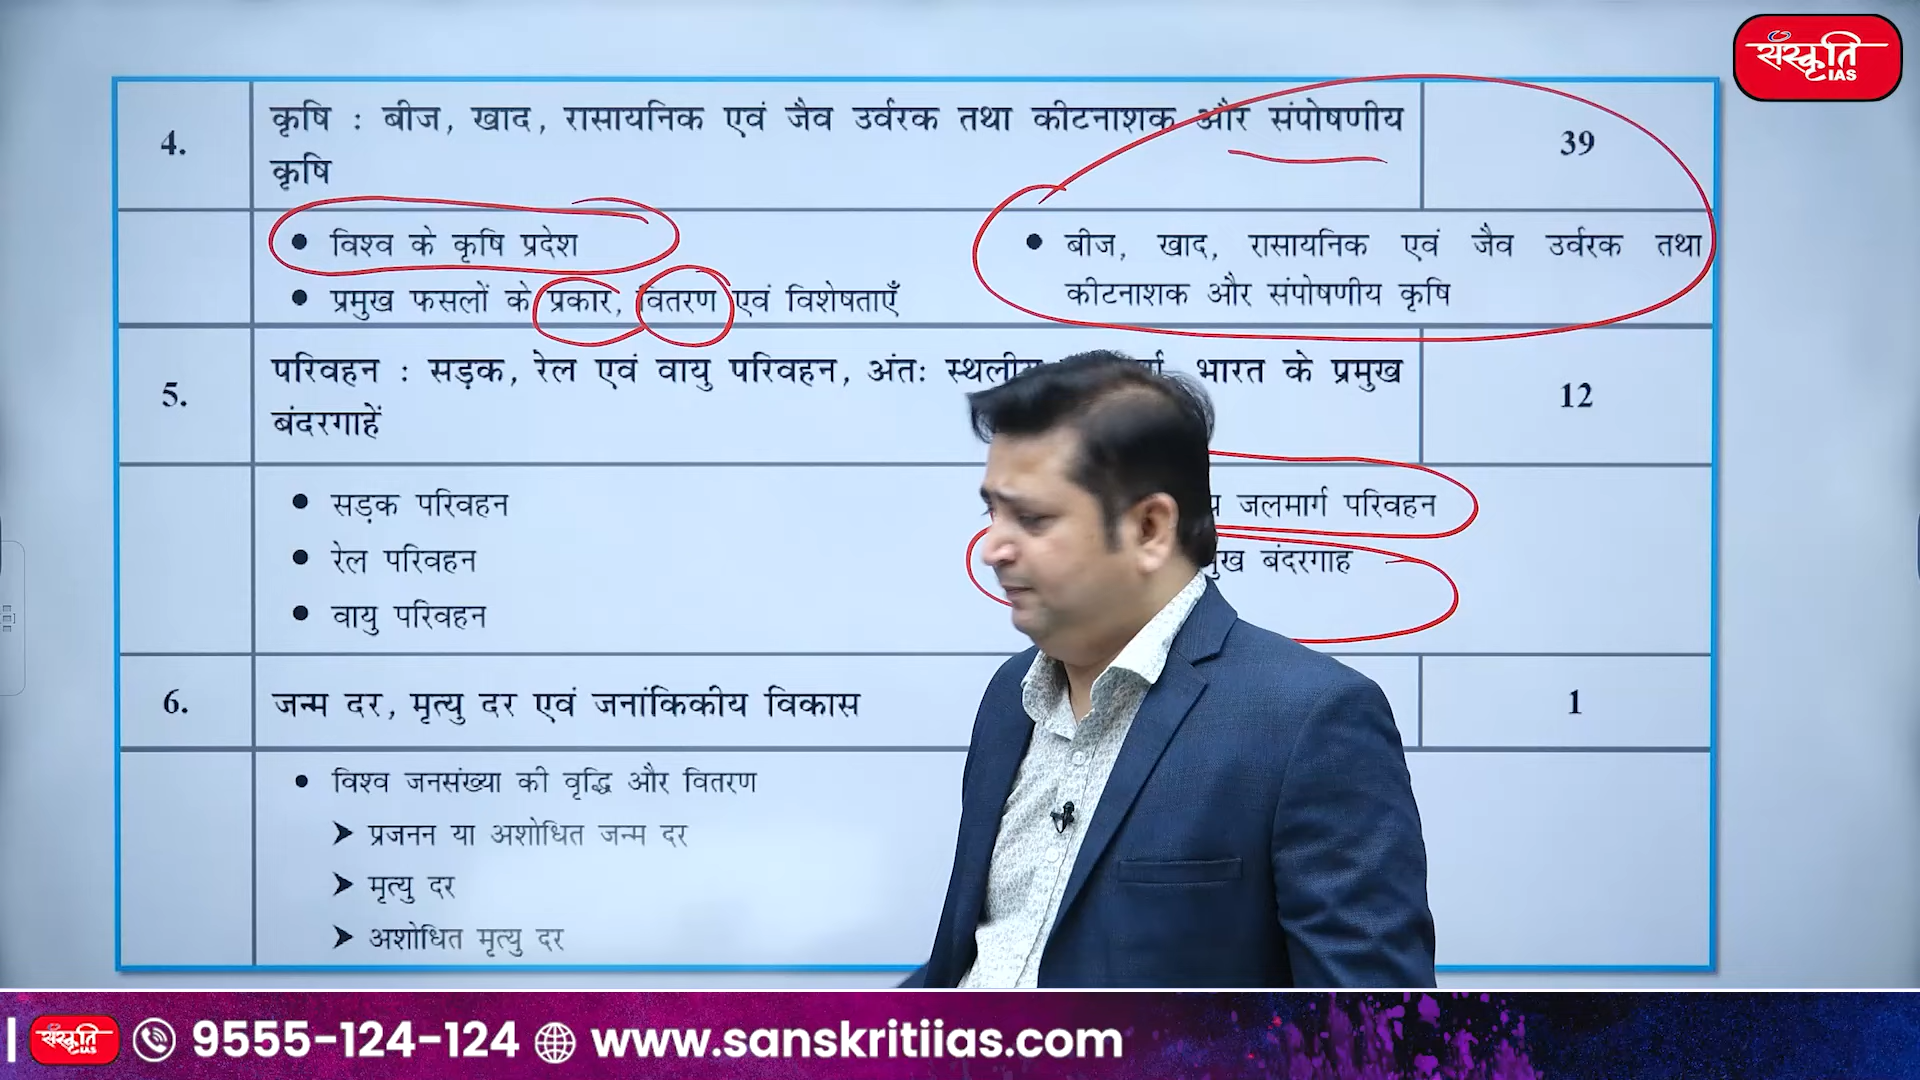 संस्कृति
IAS
4.
कृषि : बीज, खाद, रासायनिक एवं जैव उर्वरक तथा कीटनाशक और संपोषणीय
कृषि
39
• विश्व के कृषि प्रदेश
• प्रमुख फसलों के प्रकार, वितरण एवं विशेषताएँ
• बीज, खाद, रासायनिक एवं जैव उर्वरक तथा
कीटनाशक और संपोषणीय कृषि
5.
परिवहन : सड़क, रेल एवं वायु परिवहन, अंतः भारत के प्रमुख
बंदरगाहें
12
• सड़क परिवहन
• रेल परिवहन
• वायु परिवहन
जलमार्ग परिवहन
बंदरगाह
6.
जन्म दर, मृत्यु दर एवं जनांकिकीय विकास
1
• विश्व जनसंख्या की वृद्धि और वितरण
➤ प्रजनन या अशोधित जन्म दर
➤ मृत्यु दर
➤ अशोधित मृत्यु दर
संस्कृति
IAS
9555-124-124
www.sanskritiias.com